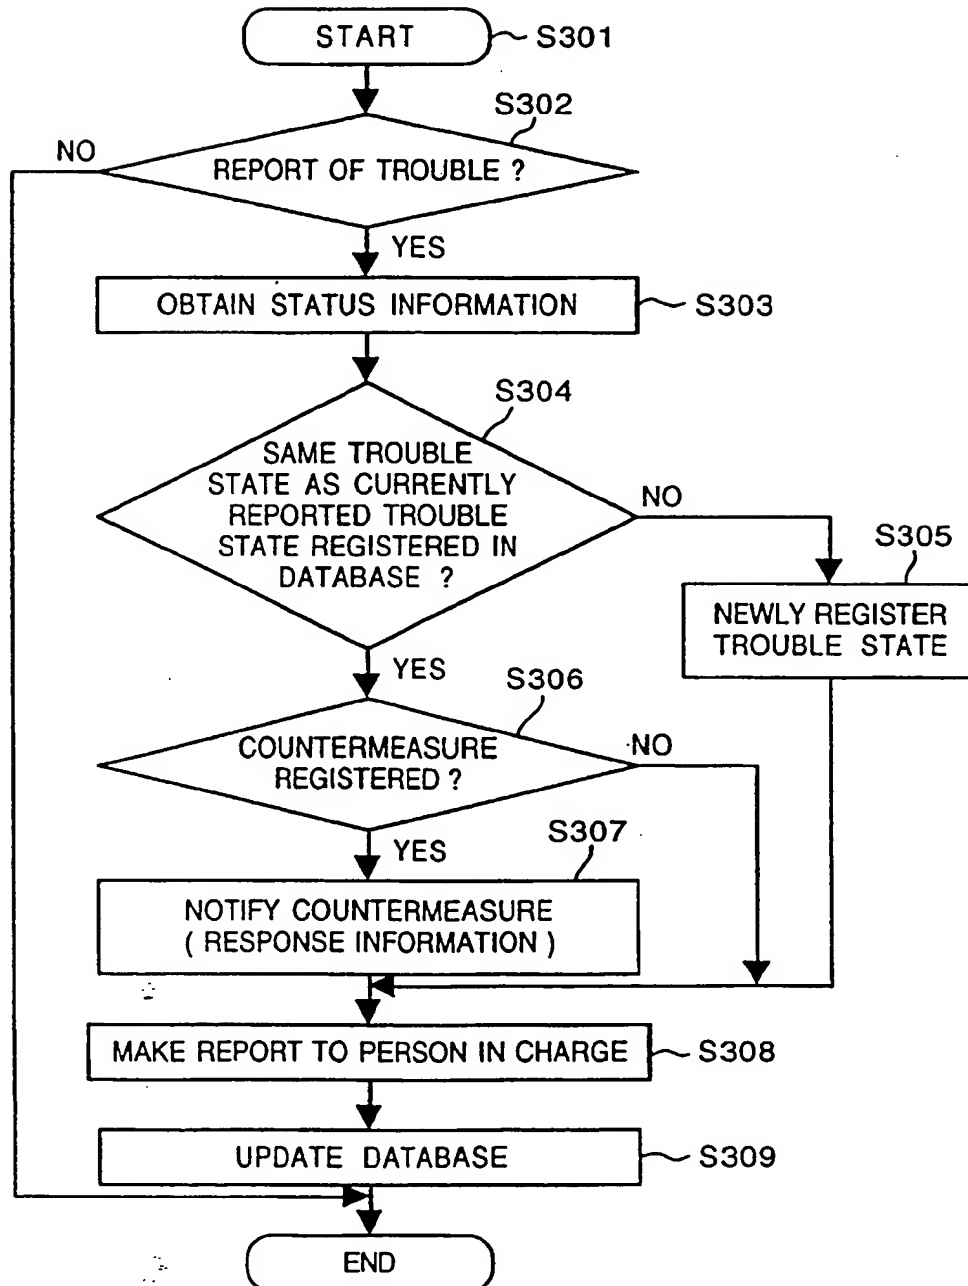 START
S301
S302
NO
REPORT OF TROUBLE ?
YES
OBTAIN STATUS INFORMATION
S303
S304
SAME TROUBLE
STATE AS CURRENTLY
REPORTED TROUBLE
STATE REGISTERED IN
DATABASE ?
NO
S305
NEWLY REGISTER
TROUBLE STATE
YES
S306
COUNTERMEASURE
REGISTERED ?
NO
YES
S307
NOTIFY COUNTERMEASURE
( RESPONSE INFORMATION )
MAKE REPORT TO PERSON IN CHARGE
S308
UPDATE DATABASE
S309
END